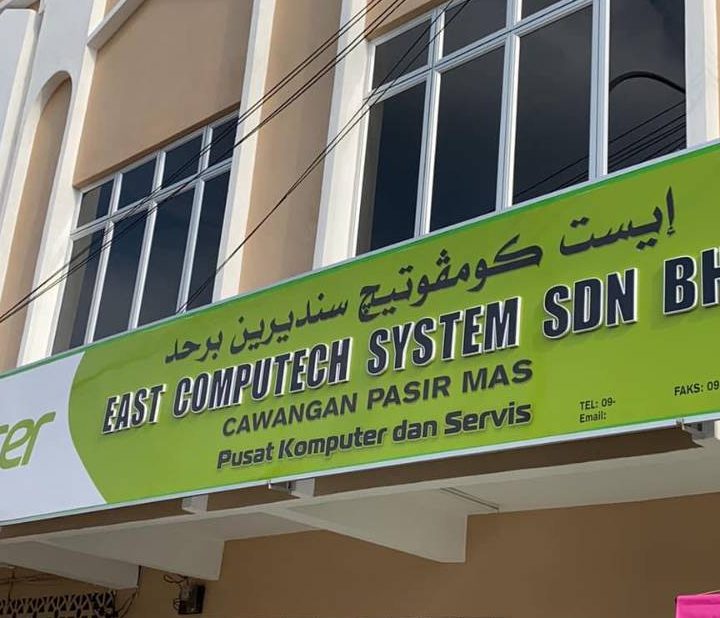 إيست كومڤوتيچ سنديرين برحد
EAST COMPUTECH SYSTEM SDN BH
CAWANGAN PASIR MAS
Pusat Komputer dan Servis
TEL: 09-
Email:
FAKS: 09
cer